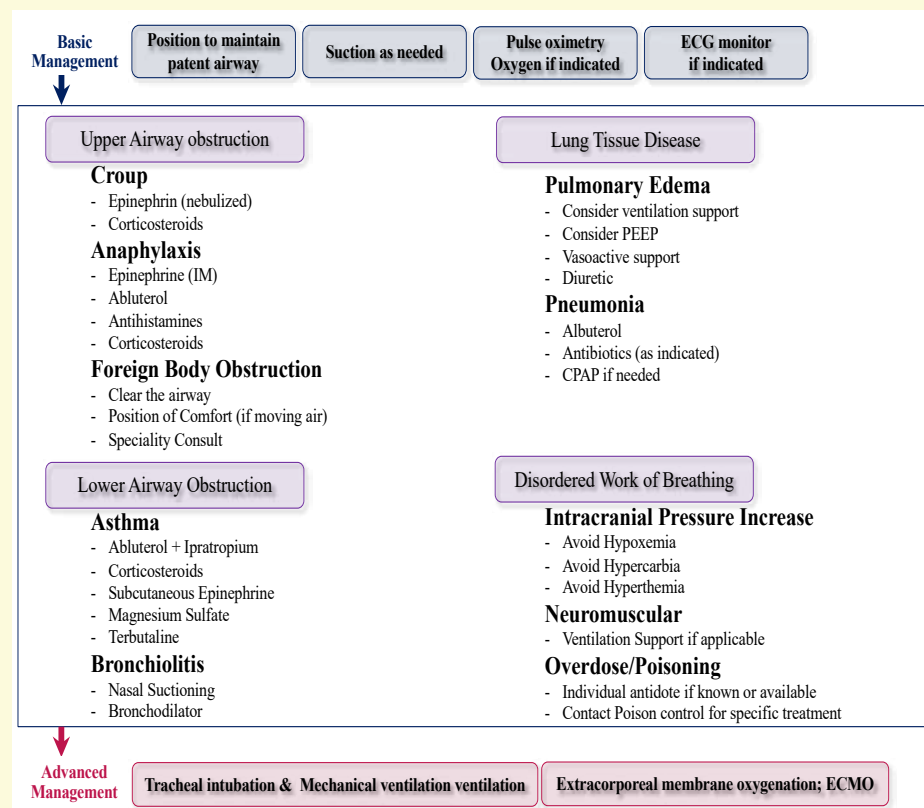 Basic
Management
Position to maintain
patent airway
Suction as needed
Pulse oximetry
Oxygen if indicated
ECG monitor
if indicated
Upper Airway obstruction
Croup
- Epinephrin (nebulized)
- Corticosteroids
Anaphylaxis
- Epinephrine (IM)
- Abluterol
- Antihistamines
- Corticosteroids
Foreign Body Obstruction
- Clear the airway
- Position of Comfort (if moving air)
- Speciality Consult
Lung Tissue Disease
Pulmonary Edema
- Consider ventilation support
- Consider PEEP
- Vasoactive support
- Diuretic
Pneumonia
- Albuterol
- Antibiotics (as indicated)
- CPAP if needed
Lower Airway Obstruction
Asthma
- Abluterol + Ipratropium
- Corticosteroids
- Subcutaneous Epinephrine
- Magnesium Sulfate
- Terbutaline
Bronchiolitis
- Nasal Suctioning
- Bronchodilator
Disordered Work of Breathing
Intracranial Pressure Increase
- Avoid Hypoxemia
- Avoid Hypercarbia
- Avoid Hyperthemia
Neuromuscular
- Ventilation Support if applicable
Overdose/Poisoning
- Individual antidote if known or available
- Contact Poison control for specific treatment
Advanced
Management
Tracheal intubation & Mechanical ventilation ventilation
Extracorporeal membrane oxygenation; ECMO